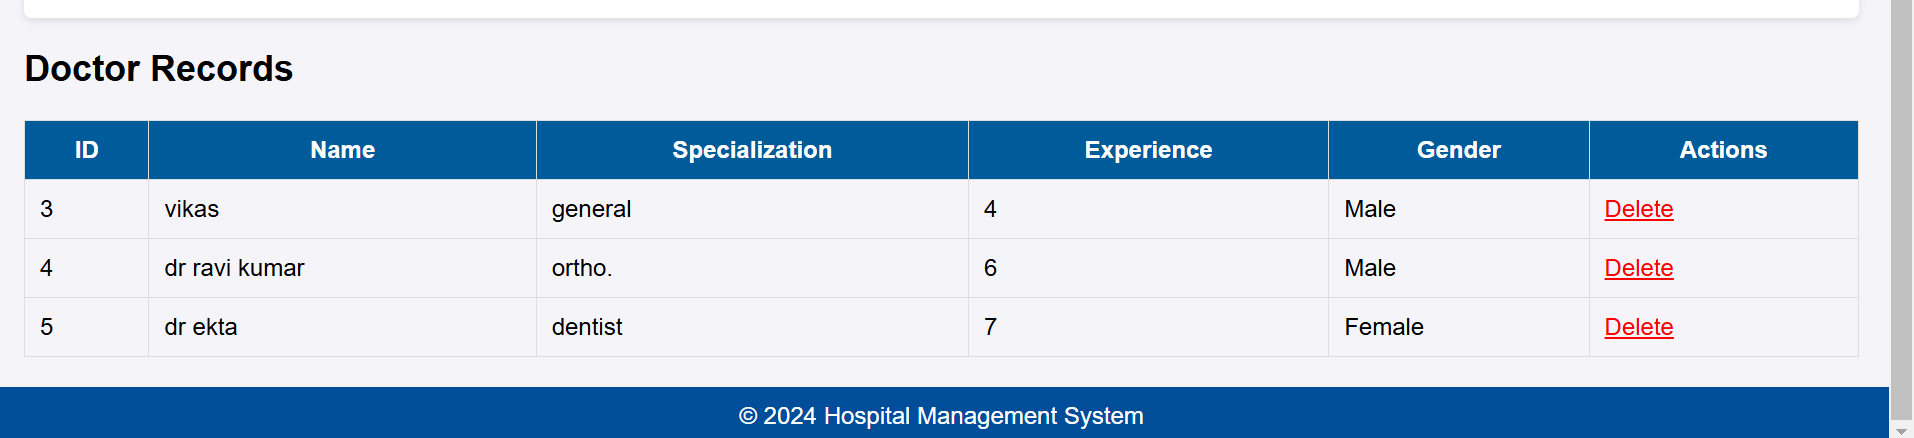 Doctor Records
ID Name Specialization Experience Gender Actions
3 vikas general 4 Male Delete
4 dr ravi kumar ortho. 6 Male Delete
5 dr ekta dentist 7 Female Delete
© 2024 Hospital Management System